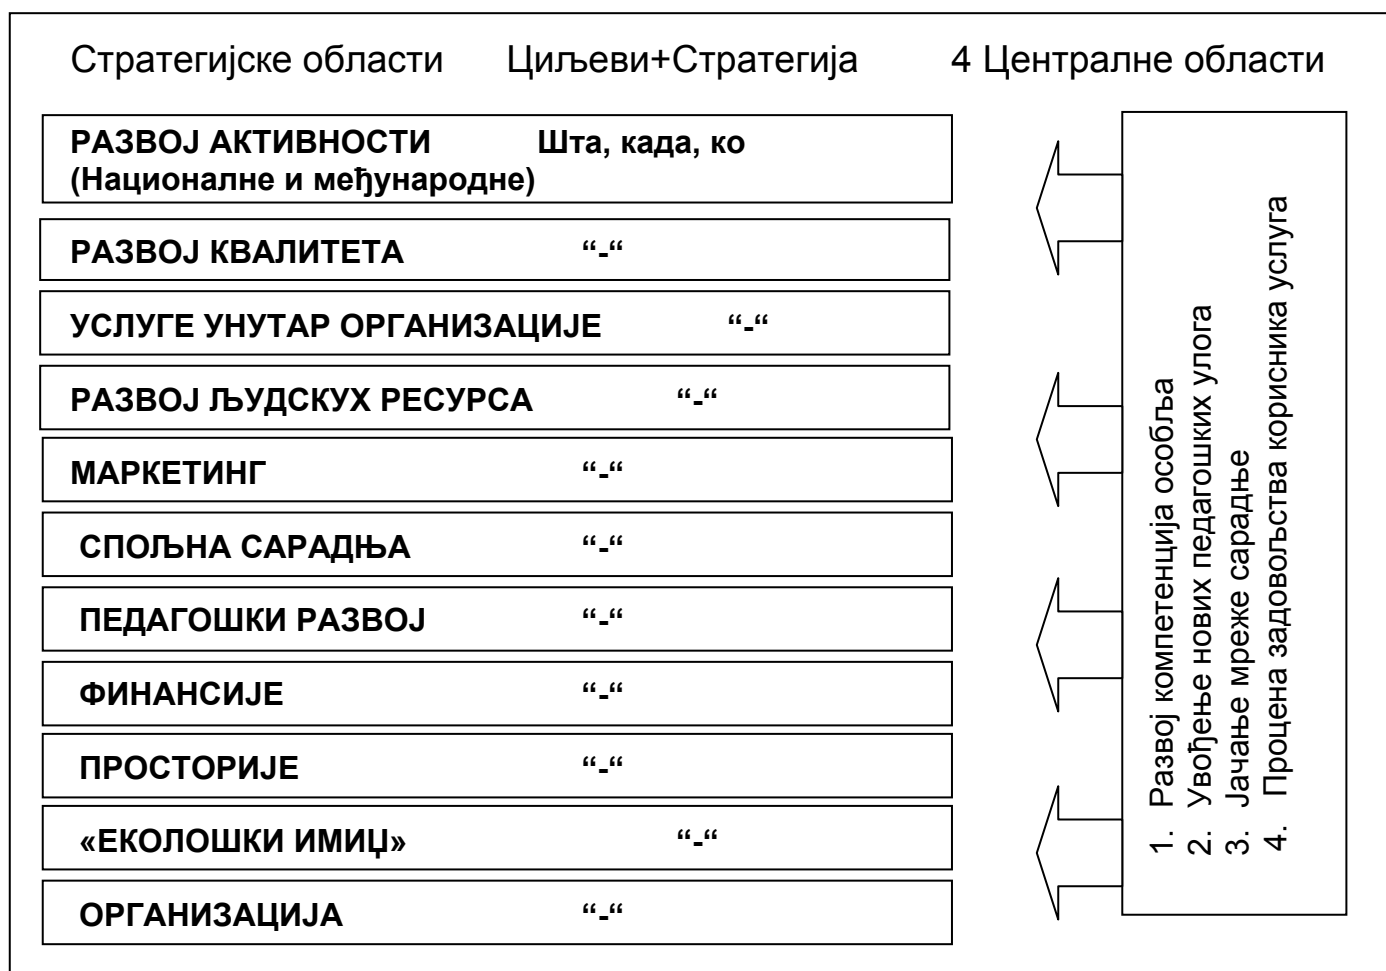 Стратегијске области Циљеви+Стратегија 4 Централне области
РАЗВОЈ АКТИВНОСТИ Шта, када, ко
(Националне и међународне)
РАЗВОЈ КВАЛИТЕТА “-“
УСЛУГЕ УНУТАР ОРГАНИЗАЦИЈЕ “-“
РАЗВОЈ ЉУДСКУХ РЕСУРСА “-“
МАРКЕТИНГ “-“
СПОЉНА САРАДЊА “-“
ПЕДАГОШКИ РАЗВОЈ “-“
ФИНАНСИЈЕ “-“
ПРОСТОРИЈЕ “-“
«ЕКОЛОШКИ ИМИЏ» “-“
ОРГАНИЗАЦИЈА “-“
1. Развој компетенција особља
2. Увођење нових педагошких улога
3. Јачање мреже сарадње
4. Процена задовољства корисника услуга